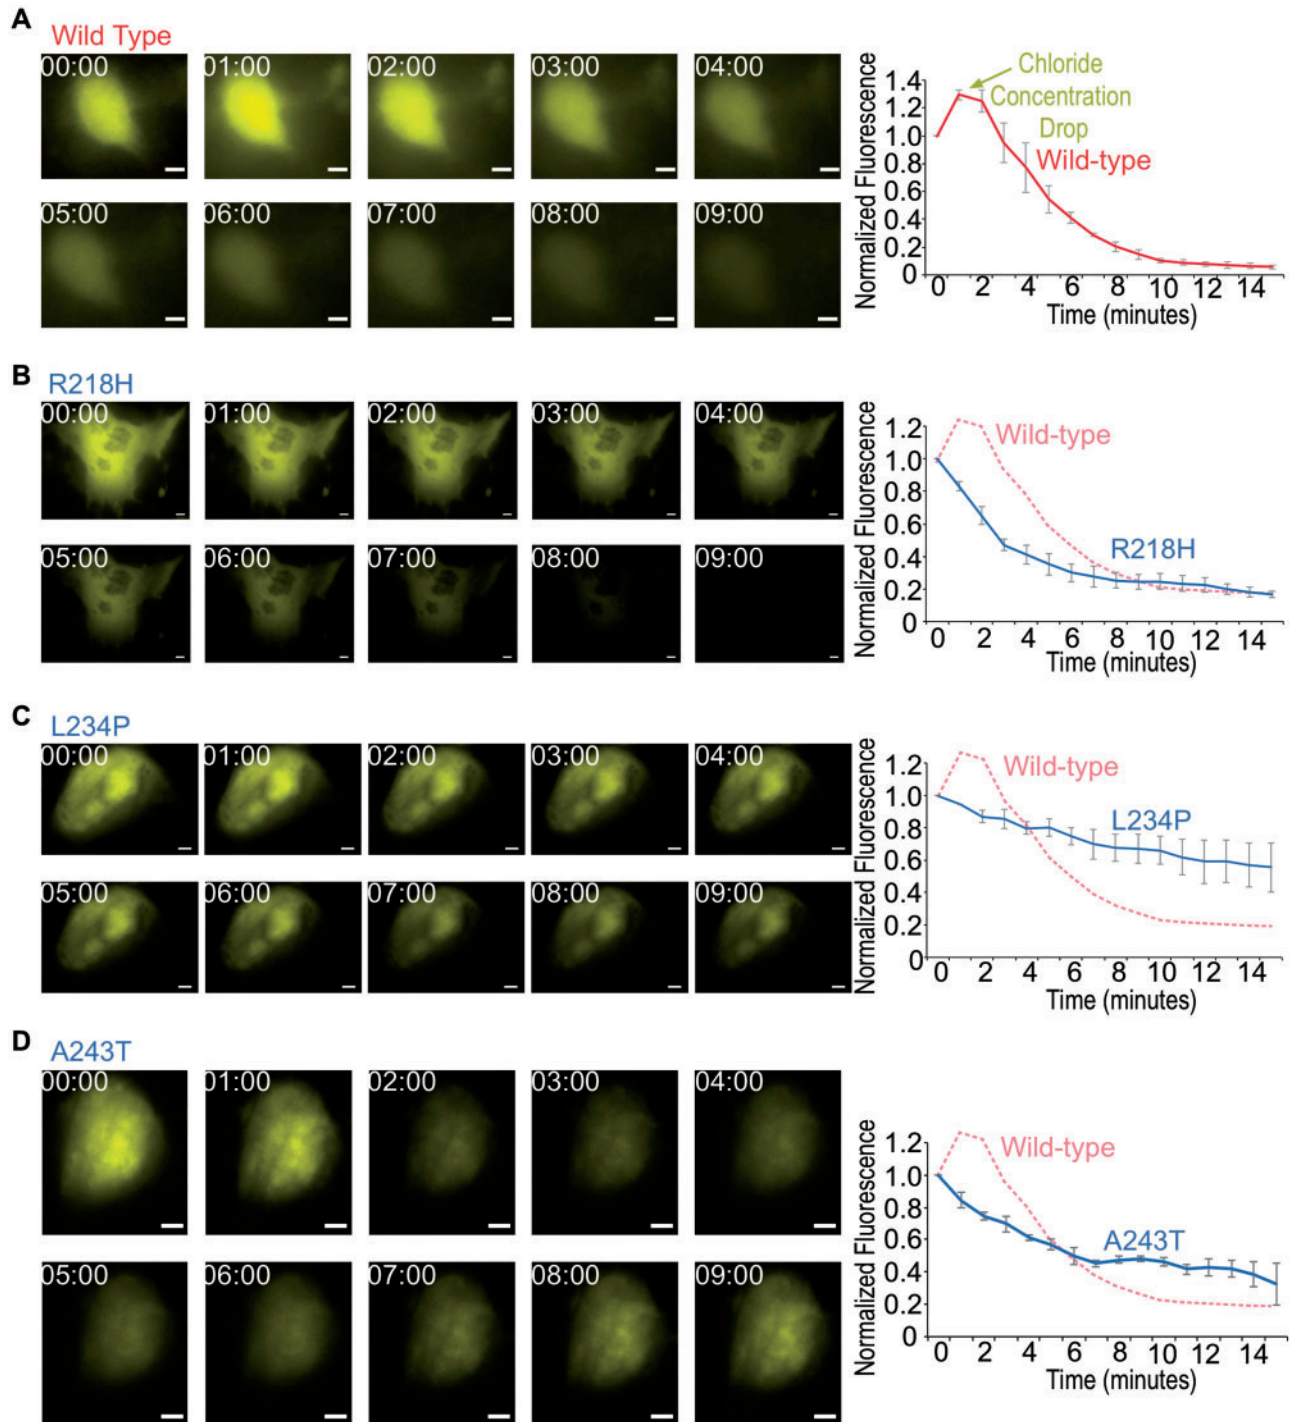 A
Wild Type
00:00 01:00 02:00 03:00 04:00
05:00 06:00 07:00 08:00 09:00
Normalized Fluorescence
1.4
1.2
1.0
0.8
0.6
0.4
0.2
0
Chloride
Concentration
Drop
Wild-type
0 2 4 6 8 10 12 14
Time (minutes)
B
R218H
00:00 01:00 02:00 03:00 04:00
05:00 06:00 07:00 08:00 09:00
Normalized Fluorescence
1.2
1.0
0.8
0.6
0.4
0.2
0
Wild-type
R218H
0 2 4 6 8 10 12 14
Time (minutes)
C
L234P
00:00 01:00 02:00 03:00 04:00
05:00 06:00 07:00 08:00 09:00
Normalized Fluorescence
1.2
1.0
0.8
0.6
0.4
0.2
0
Wild-type
L234P
0 2 4 6 8 10 12 14
Time (minutes)
D
A243T
00:00 01:00 02:00 03:00 04:00
05:00 06:00 07:00 08:00 09:00
Normalized Fluorescence
1.2
1.0
0.8
0.6
0.4
0.2
0
Wild-type
A243T
0 2 4 6 8 10 12 14
Time (minutes)